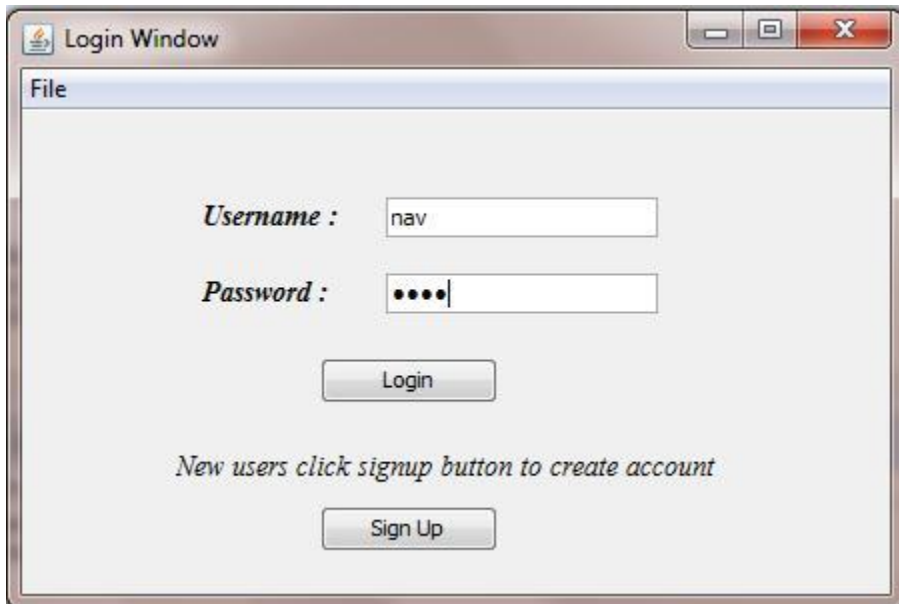 Login Window
File
Username : nav
Password : ••••
Login
New users click signup button to create account
Sign Up